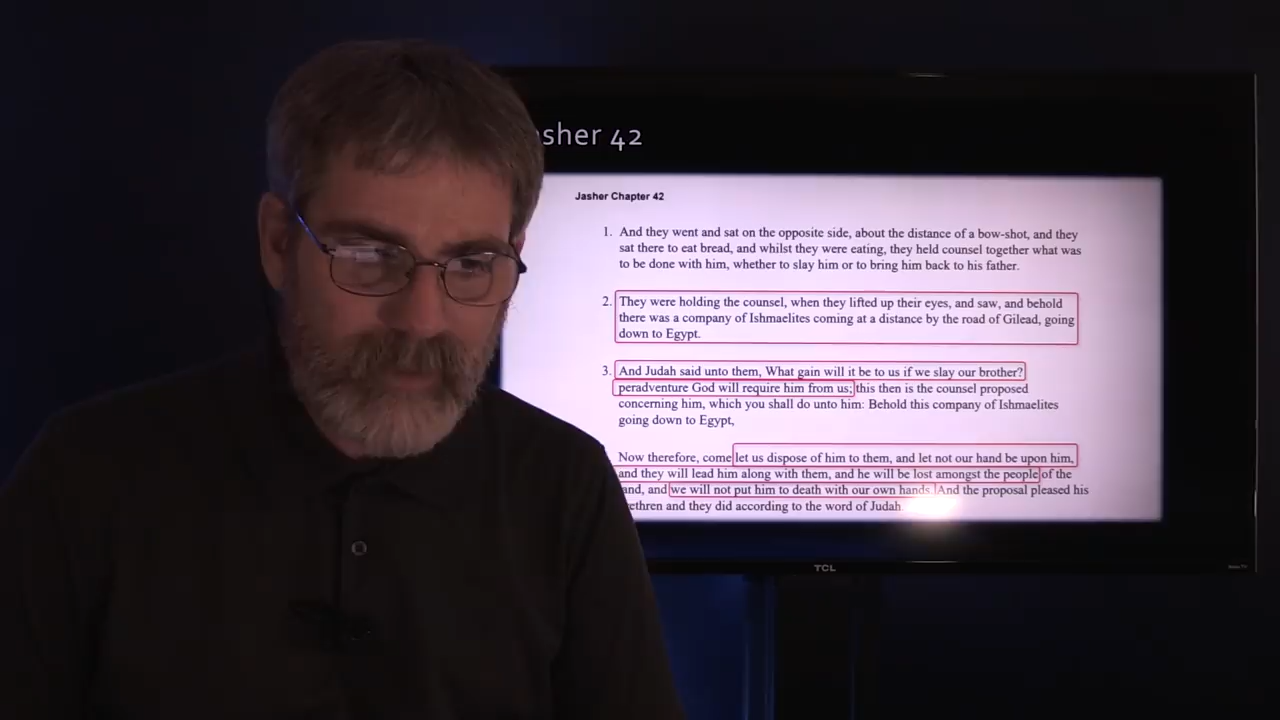 sher 42
Jasher Chapter 42
1. And they went and sat on the opposite side, about the distance of a bow-shot, and they
sat there to eat bread, and whilst they were eating, they held counsel together what was
to be done with him, whether to slay him or to bring him back to his father.
2. They were holding the counsel, when they lifted up their eyes, and saw, and behold
there was a company of Ishmaelites coming at a distance by the road of Gilead, going
down to Egypt.
3. And Judah said unto them, What gain will it be to us if we slay our brother?
peradventure God will require him from us; this then is the counsel proposed
concerning him, which you shall do unto him: Behold this company of Ishmaelites
going down to Egypt,
Now therefore, come let us dispose of him to them, and let not our hand be upon him,
and they will lead him along with them, and he will be lost amongst the people of the
and, and we will not put him to death with our own hands. And the proposal pleased his
ethren and they did according to the word of Judah
TCL